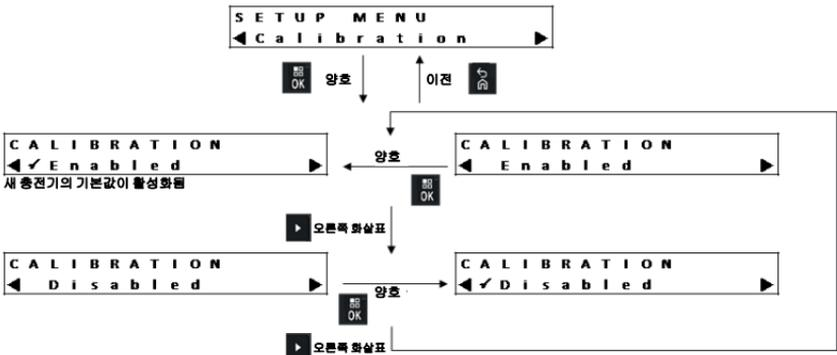 SETUP MENU
◀ Calibration ▶
OK 양호 이전
CALIBRATION
◀ ✓ Enabled ▶
새 충전기의 기본값이 활성화됨
양호
OK
CALIBRATION
◀ Enabled ▶
오른쪽 화살표
CALIBRATION
◀ Disabled ▶
양호
OK
CALIBRATION
◀ ✓ Disabled ▶
오른쪽 화살표